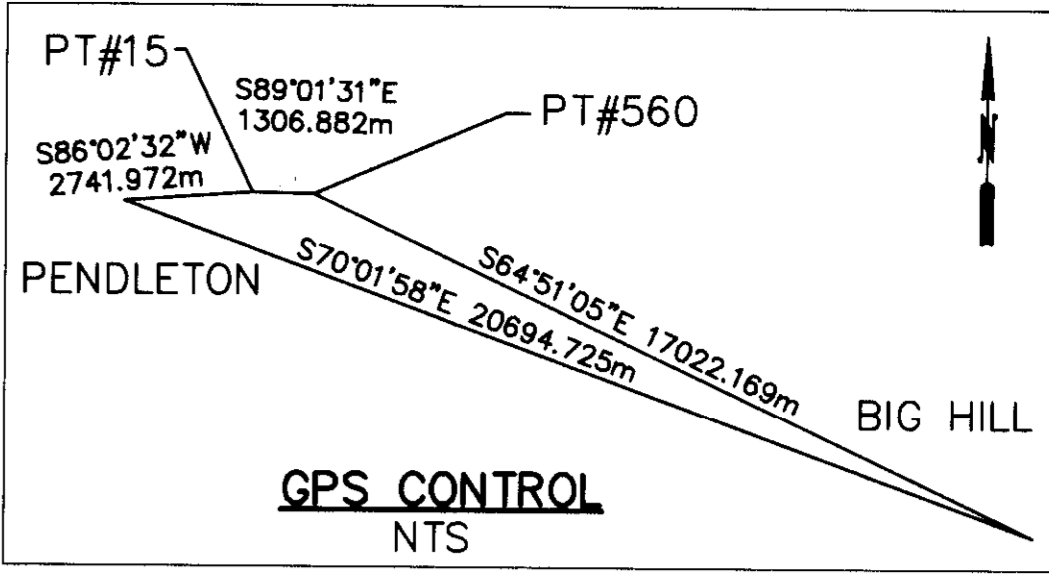 PT#15
S89°01'31"E
1306.882m
PT#560
S86°02'32"W
2741.972m
N
PENDLETON
S70°01'58"E 20694.725m
S64°51'05"E 17022.169m
BIG HILL
GPS CONTROL
NTS